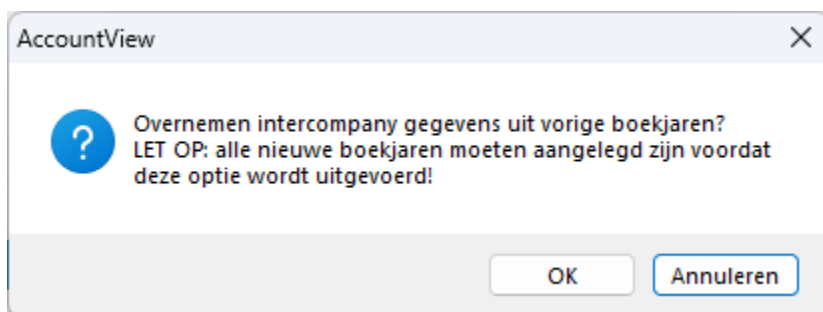 AccountView
Overnemen intercompany gegevens uit vorige boekjaren?
LET OP: alle nieuwe boekjaren moeten aangelegd zijn voordat
deze optie wordt uitgevoerd!
OK
Annuleren